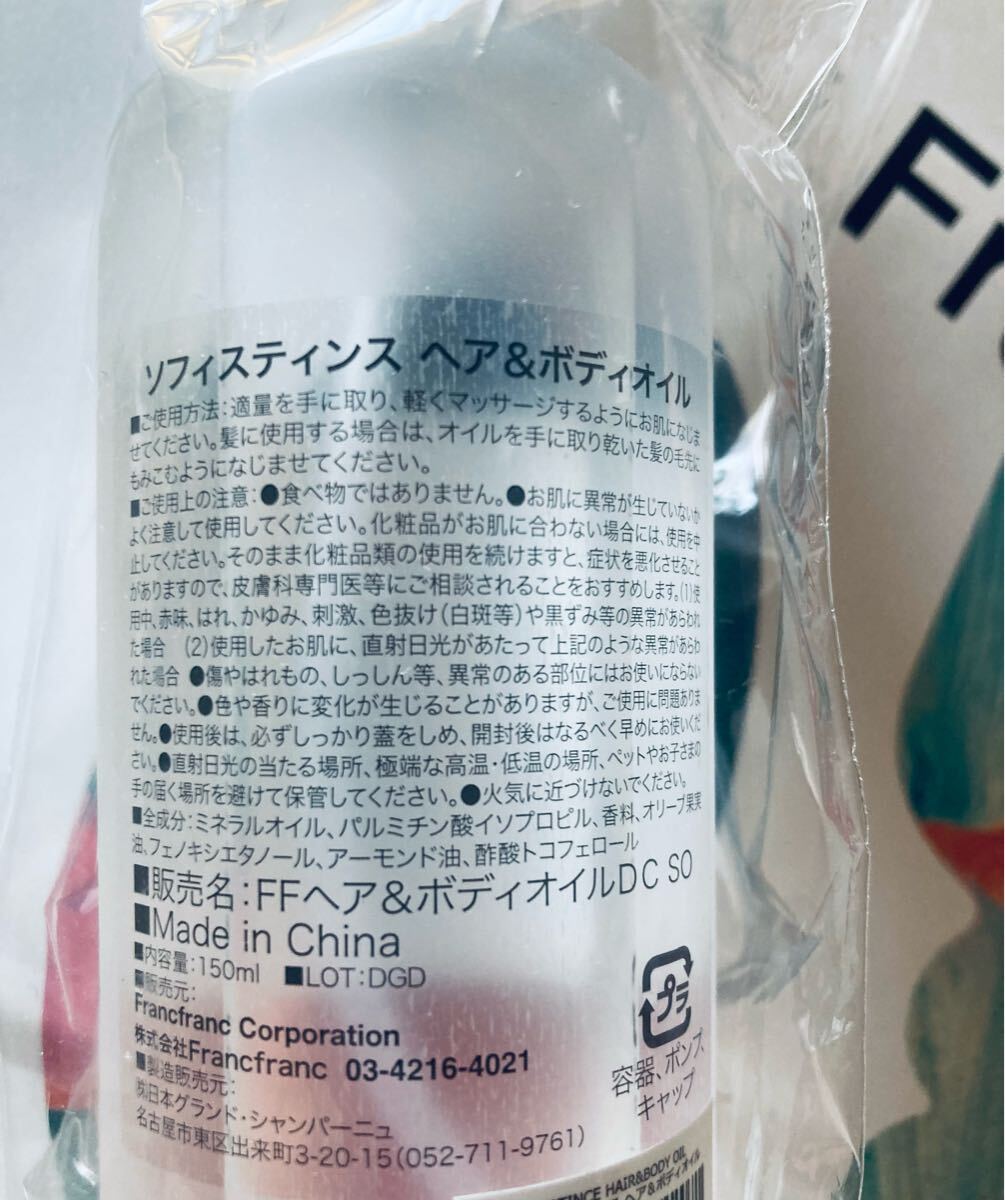 Fr
ソフィスティンス ヘア&ボディオイル
■ご使用方法:適量を手に取り、軽くマッサージするようにお肌になじま
せてください。髪に使用する場合は、オイルを手に取り乾いた髪の毛先に
もみこむようになじませてください。
■ご使用上の注意:●食べ物ではありません。●お肌に異常が生じていないか
よく注意して使用してください。化粧品がお肌に合わない場合には、使用を中
止してください。そのまま化粧品類の使用を続けますと、症状を悪化させること
がありますので、皮膚科専門医等にご相談されることをおすすめします。(1)使
用中、赤味、はれ、かゆみ、刺激、色抜け(白斑等)や黒ずみ等の異常があらわれ
た場合 (2)使用したお肌に、直射日光があたって上記のような異常があらわ
れた場合 ●傷やはれもの、しっしん等、異常のある部位にはお使いにならない
でください。●色や香りに変化が生じることがありますが、ご使用に問題ありま
せん。●使用後は、必ずしっかり蓋をしめ、開封後はなるべく早めにお使いくだ
さい。●直射日光の当たる場所、極端な高温・低温の場所、ペットやお子さまの
手の届く場所を避けて保管してください。●火気に近づけないでください。
■全成分:ミネラルオイル、パルミチン酸イソプロピル、香料、オリーブ果実
油、フェノキシエタノール、アーモンド油、酢酸トコフェロール
■販売名:FFヘア&ボディオイルDC SO
■Made in China
■内容量:150ml ■LOT:DGD
■販売元:
Francfranc Corporation
株式会社Francfranc 03-4216-4021
■製造販売元:
㈱日本グランド・シャンパーニュ
名古屋市東区出来町3-20-15(052-711-9761)
プラ
容器、ポンプ
キャップ
HAIR&BODY OIL
ヘア&ボディオイル